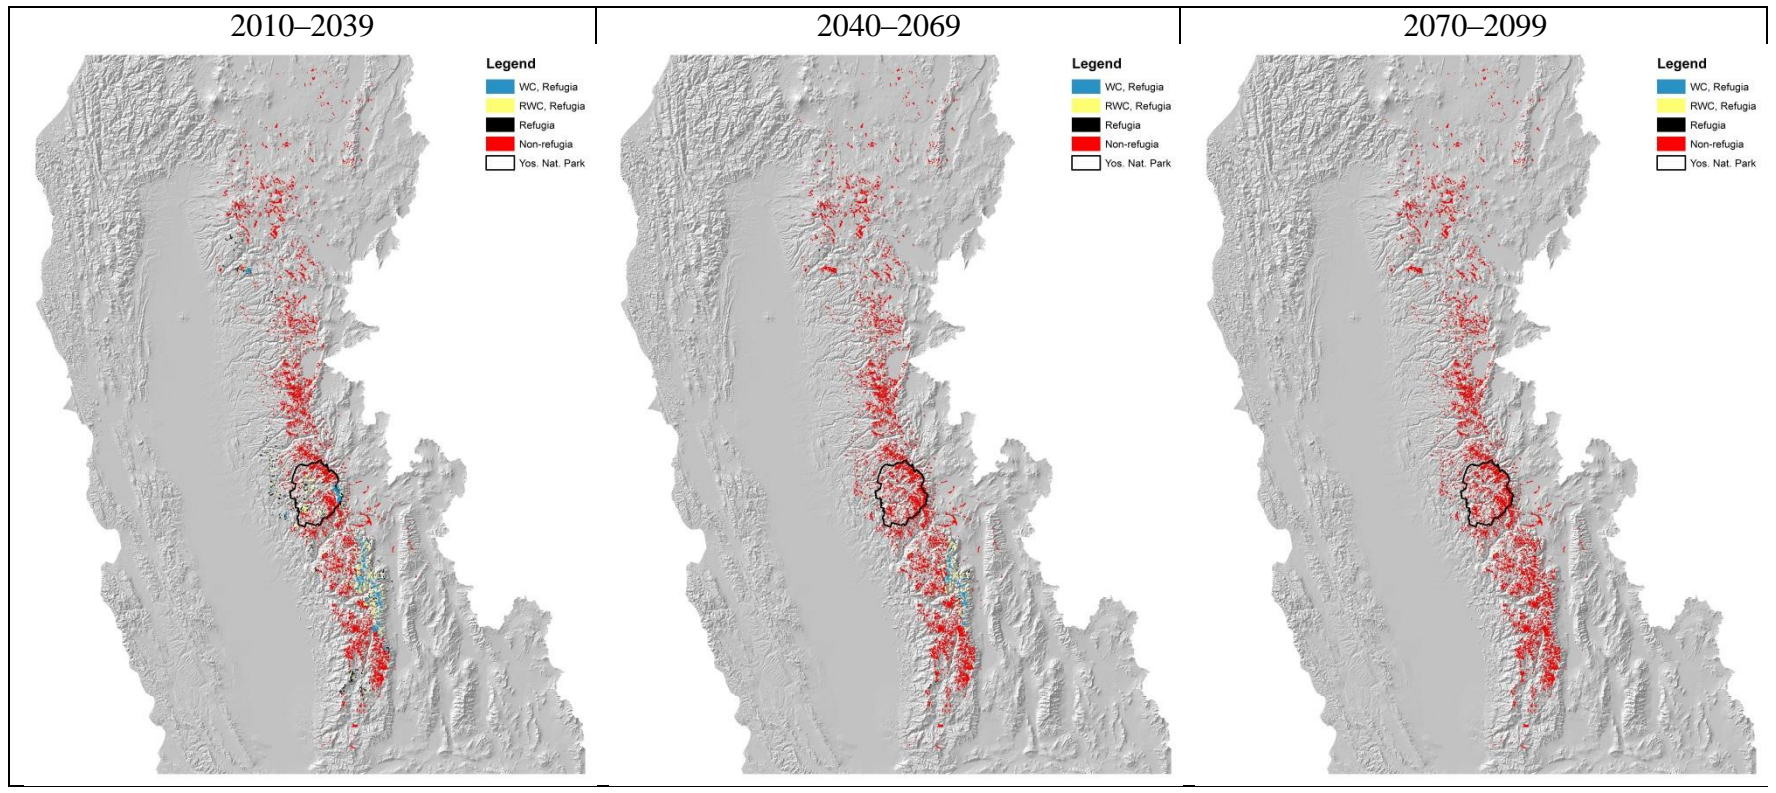 2010–2039
2040–2069
2070–2099
Legend
WC, Refugia
RWC, Refugia
Refugia
Non-refugia
Yos. Nat. Park
Legend
WC, Refugia
RWC, Refugia
Refugia
Non-refugia
Yos. Nat. Park
Legend
WC, Refugia
RWC, Refugia
Refugia
Non-refugia
Yos. Nat. Park